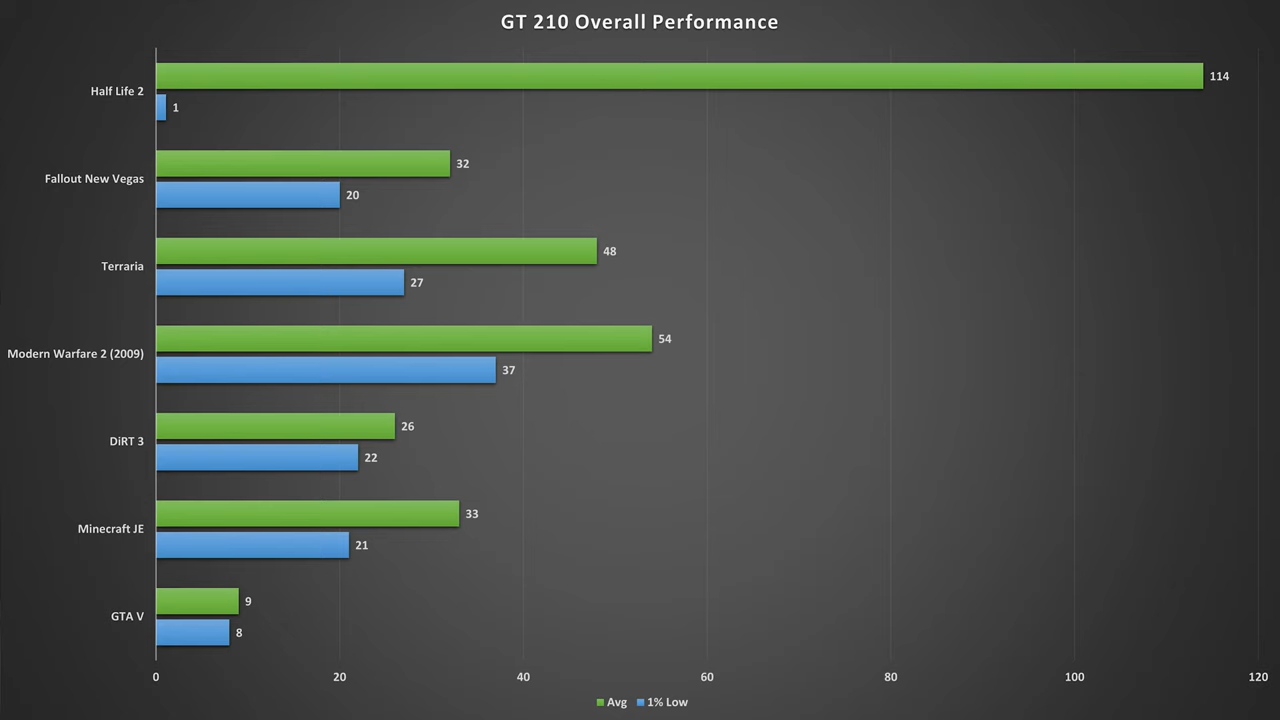 GT 210 Overall Performance
Half Life 2
114
1
Fallout New Vegas
32
20
Terraria
48
27
Modern Warfare 2 (2009)
54
37
DiRT 3
26
22
Minecraft JE
33
21
GTA V
9
8
0 20 40 60 80 100 120
Avg 1% Low